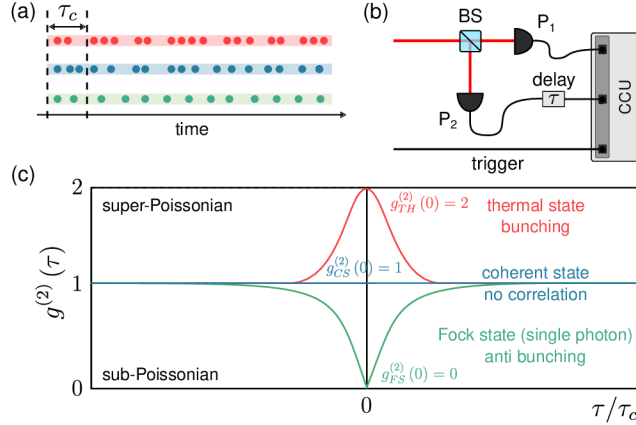 (a)
τc
time
(b)
BS
P1
delay
τ
P2
CCU
trigger
(c)
2
super-Poissonian
g(2)TH(0) = 2
thermal state
bunching
g(2)(τ)
1
g(2)CS(0) = 1
coherent state
no correlation
Fock state (single photon)
anti bunching
g(2)FS(0) = 0
sub-Poissonian
0
0
τ/τc